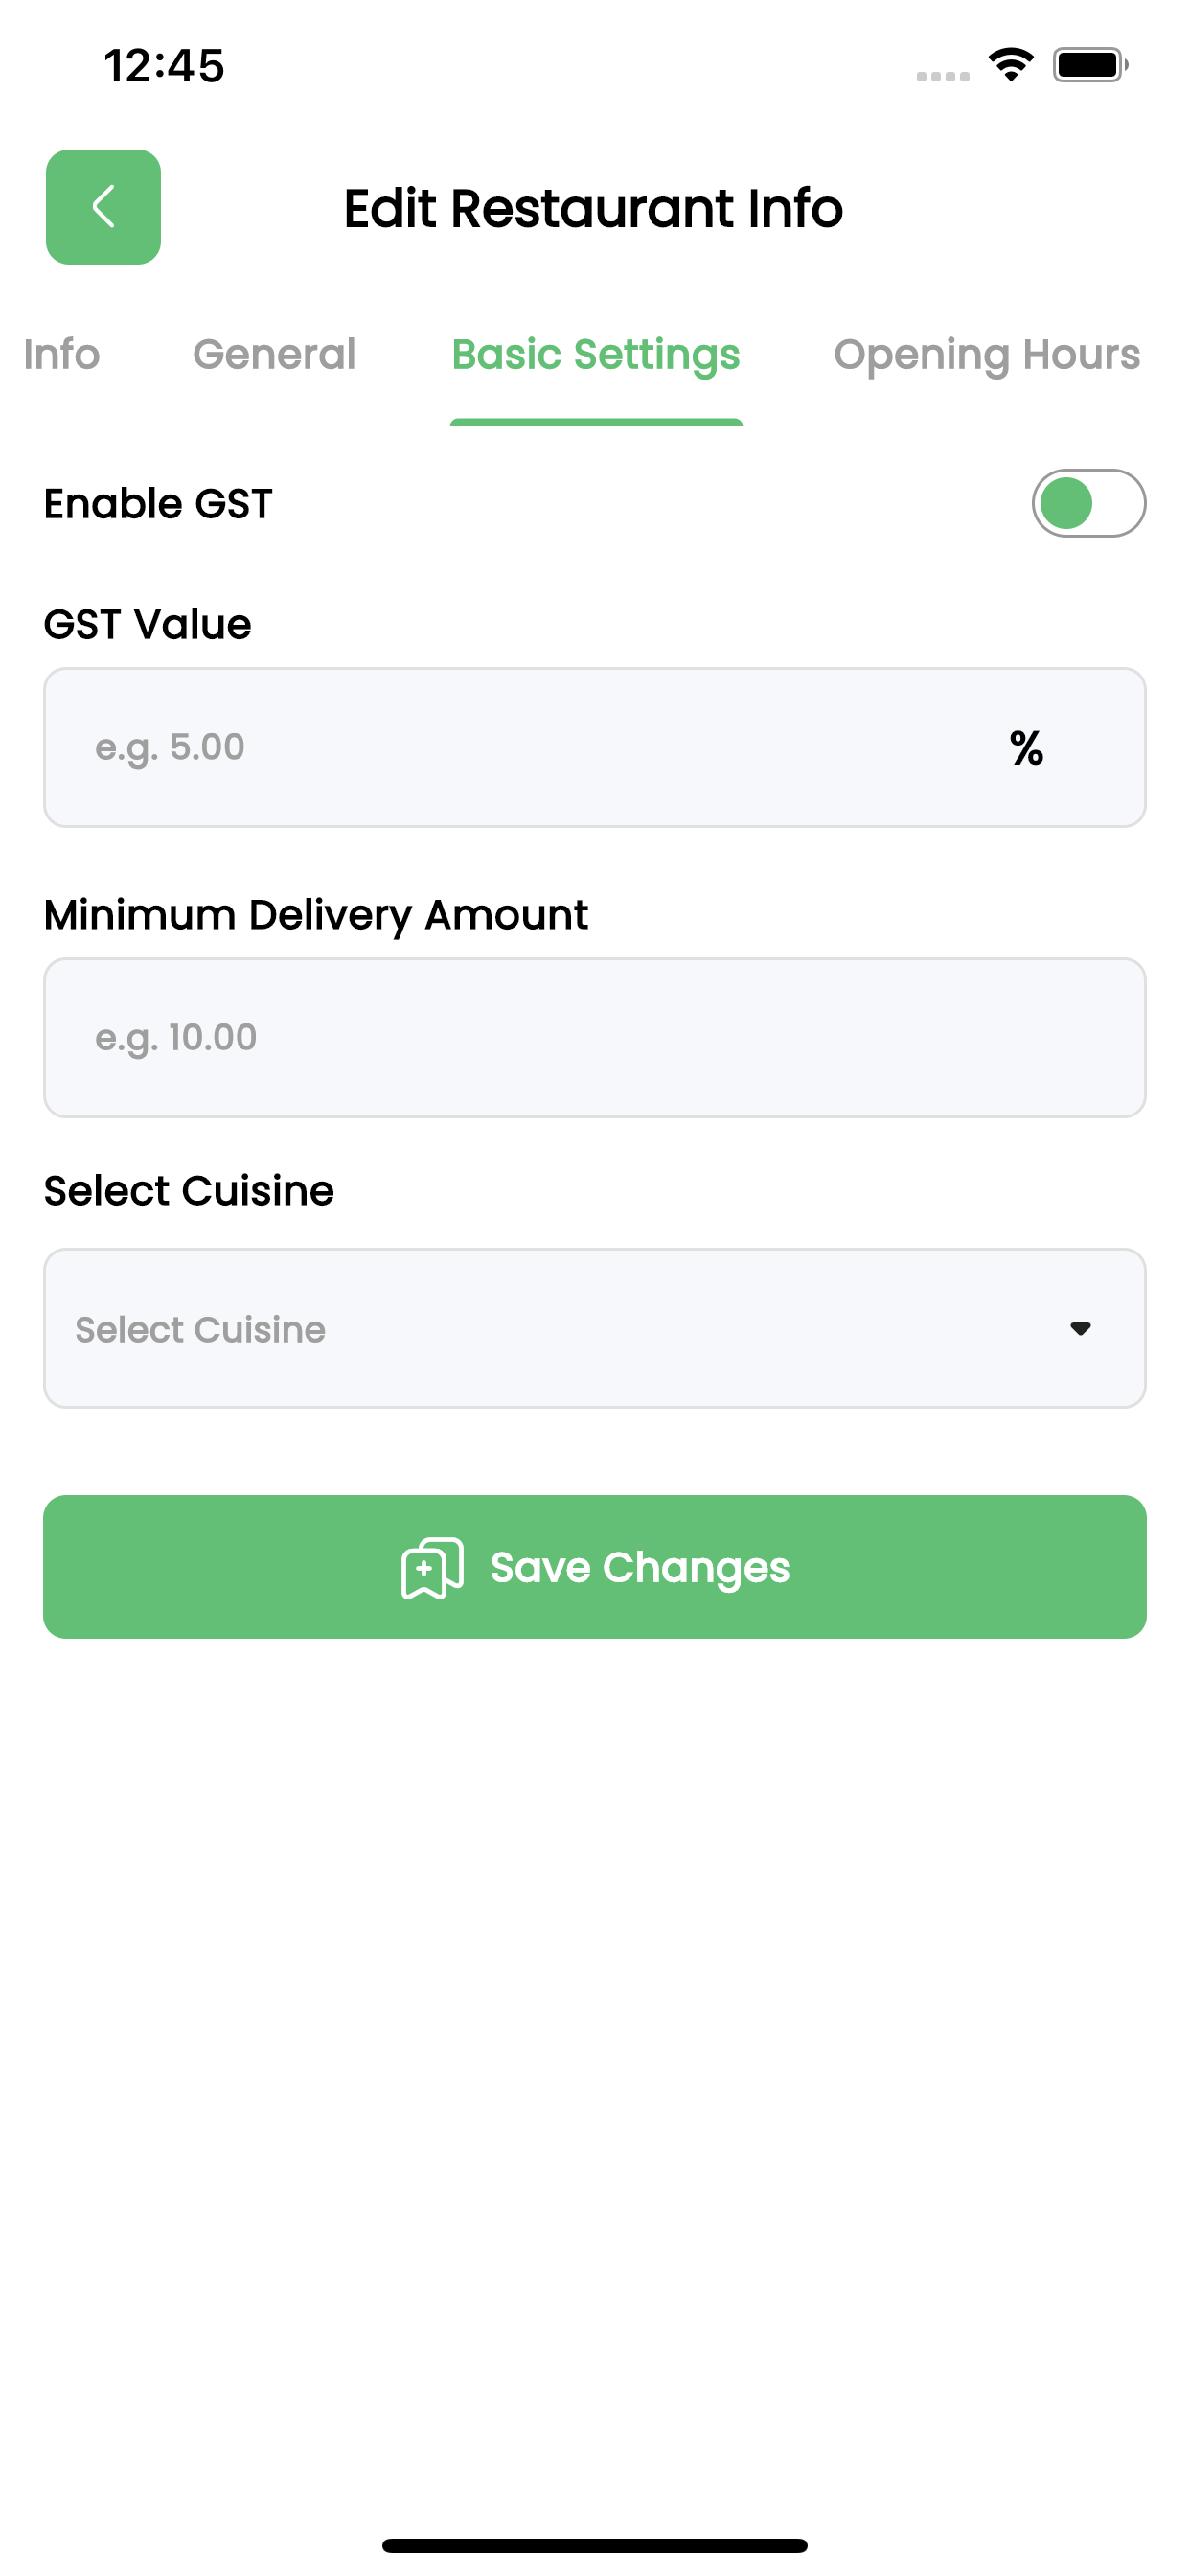 12:45
Edit Restaurant Info
Info General Basic Settings Opening Hours
Enable GST
GST Value
e.g. 5.00 %
Minimum Delivery Amount
e.g. 10.00
Select Cuisine
Select Cuisine
Save Changes